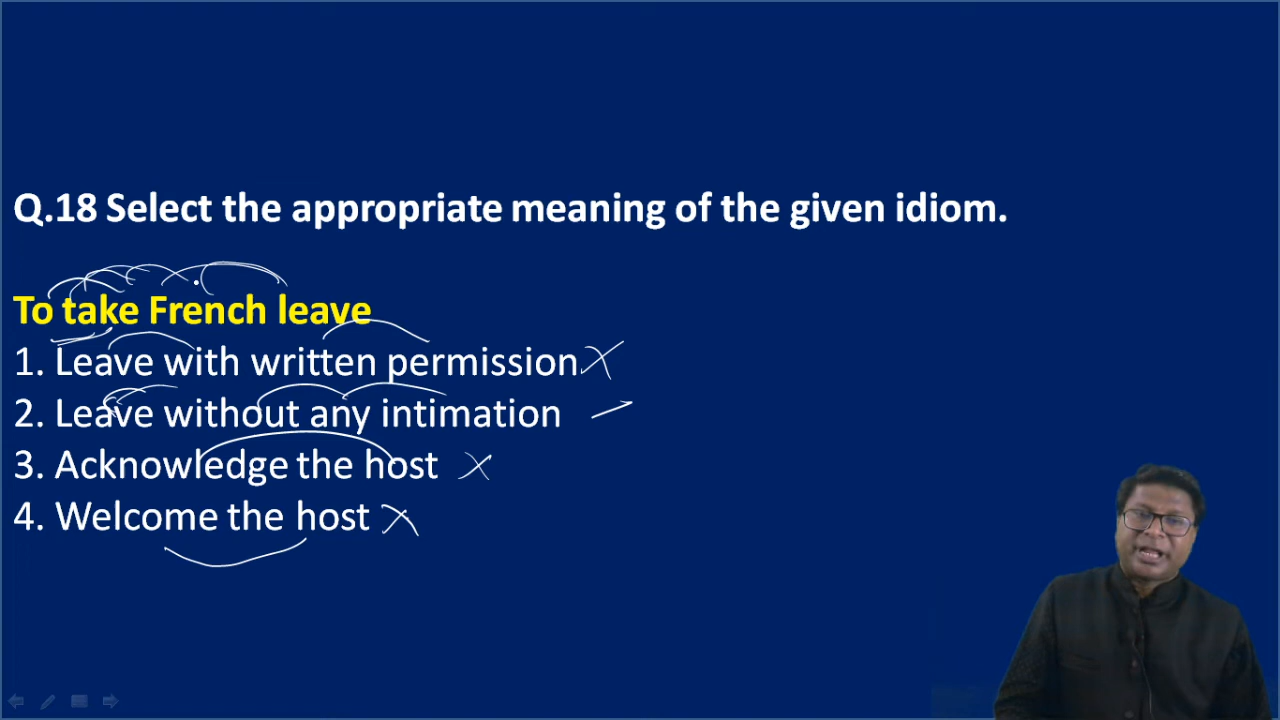 Q.18 Select the appropriate meaning of the given idiom.
To take French leave
1. Leave with written permission
2. Leave without any intimation
3. Acknowledge the host
4. Welcome the host